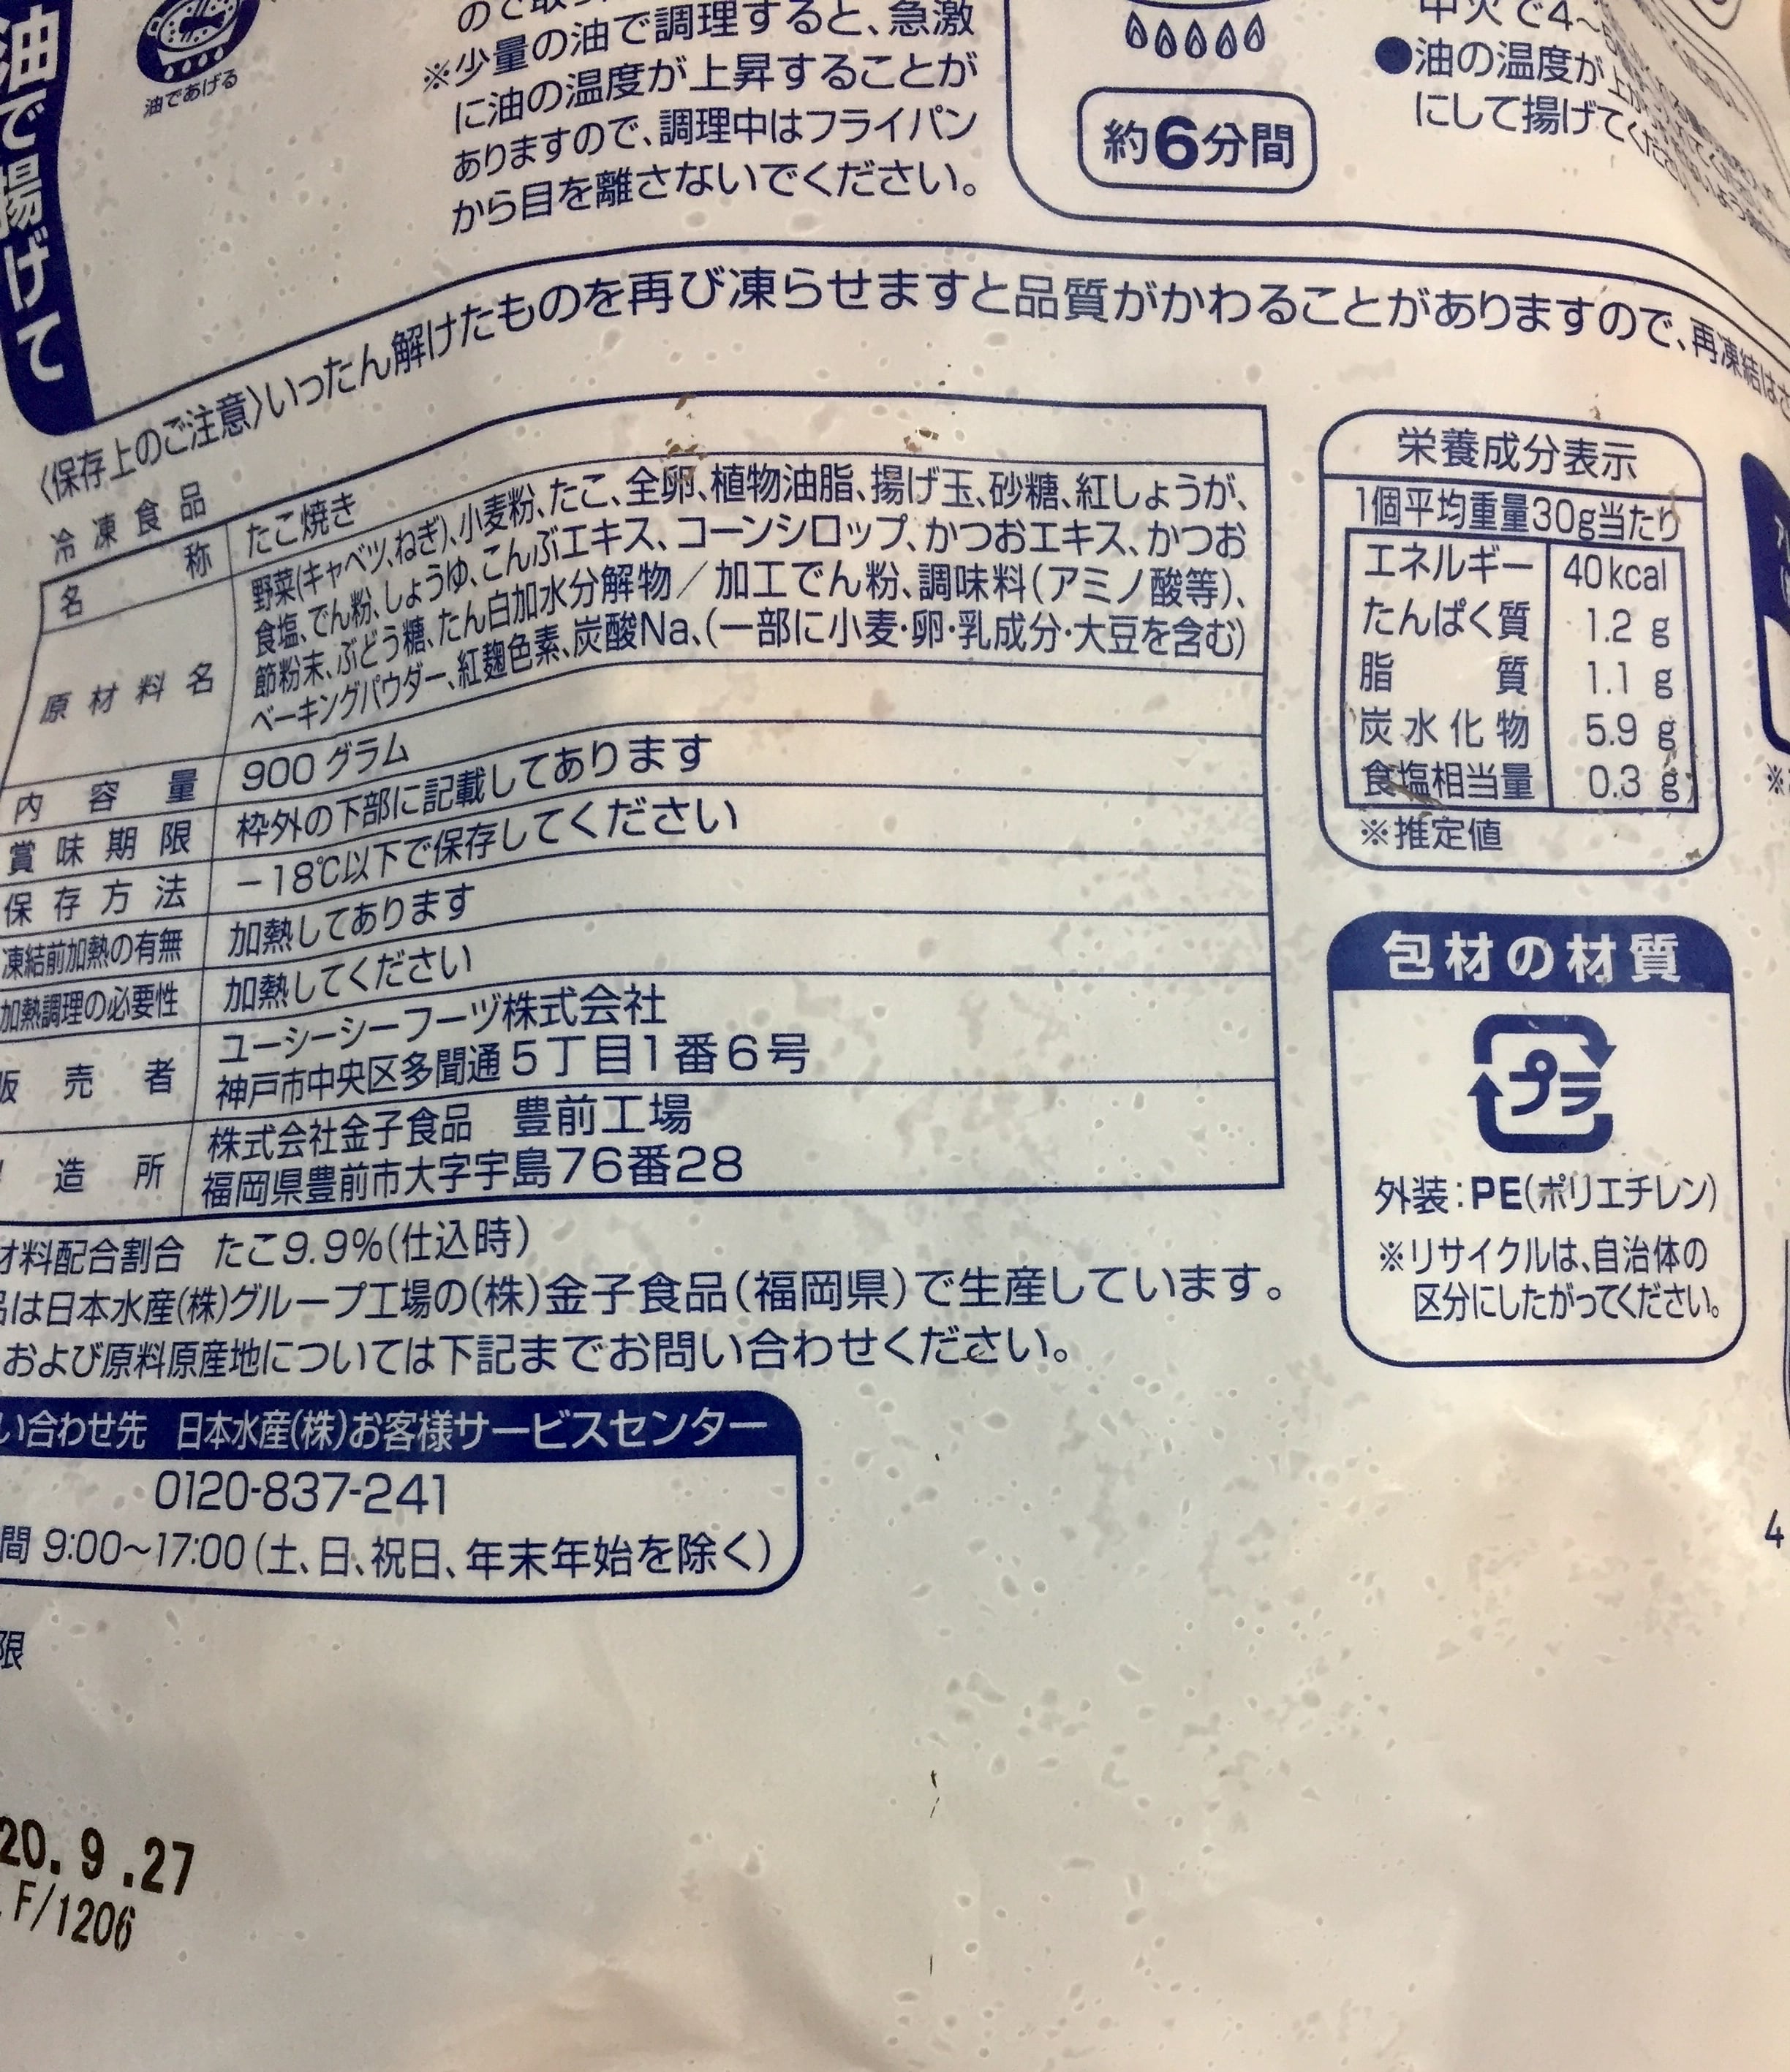 油で揚げて
油であげる
※少量の油で調理すると、急激
に油の温度が上昇することが
ありますので、調理中はフライパン
から目を離さないでください。
約6分間
中火で4〜
●油の温度が
にして揚げてください
〈保存上のご注意〉いったん解けたものを再び凍らせますと品質がかわることがありますので、再凍結は
冷凍食品
名称 たこ焼き
原材料名 野菜(キャベツ、ねぎ)、小麦粉、たこ、全卵、植物油脂、揚げ玉、砂糖、紅しょうが、
食塩、でん粉、しょうゆ、こんぶエキス、コーンシロップ、かつおエキス、かつお
節粉末、ぶどう糖、たん白加水分解物／加工でん粉、調味料(アミノ酸等)、
ベーキングパウダー、紅麹色素、炭酸Na、(一部に小麦・卵・乳成分・大豆を含む)
内容量 900グラム
賞味期限 枠外の下部に記載してあります
保存方法 −18℃以下で保存してください
凍結前加熱の有無 加熱してあります
加熱調理の必要性 加熱してください
販売者 ユーシーシーフーヅ株式会社
神戸市中央区多聞通5丁目1番6号
造所 株式会社金子食品 豊前工場
福岡県豊前市大字宇島76番28
材料配合割合 たこ9.9%(仕込時)
は日本水産(株)グループ工場の(株)金子食品(福岡県)で生産しています。
および原料原産地については下記までお問い合わせください。
い合わせ先 日本水産(株)お客様サービスセンター
0120-837-241
間 9:00〜17:00(土、日、祝日、年末年始を除く)
限
20.9.27
F/1206
栄養成分表示
1個平均重量30g当たり
エネルギー 40kcal
たんぱく質 1.2g
脂質 1.1g
炭水化物 5.9g
食塩相当量 0.3g
※推定値
包材の材質
プラ
外装:PE(ポリエチレン)
※リサイクルは、自治体の
区分にしたがってください。
4